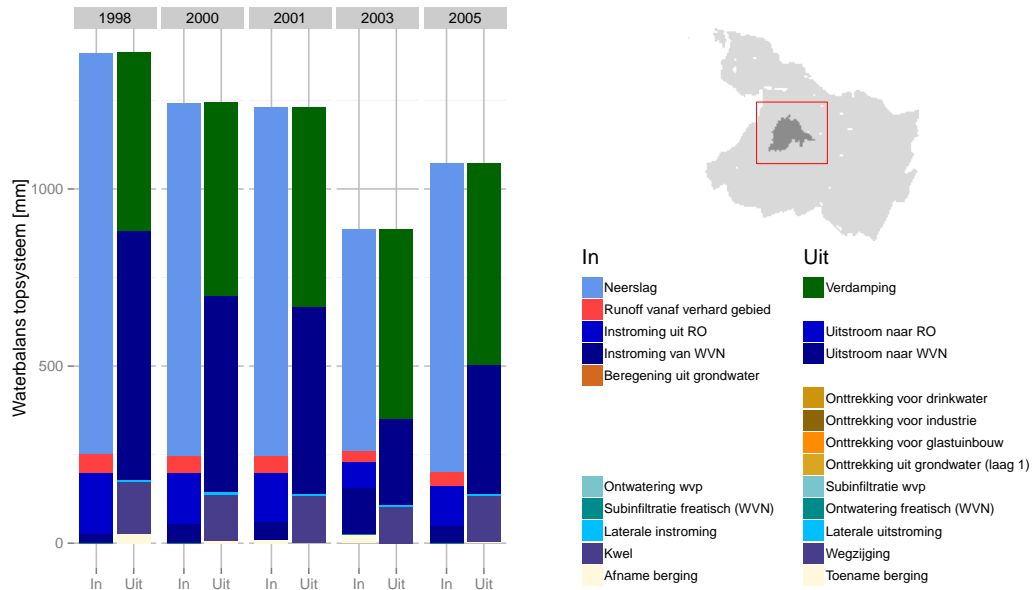 1998 2000 2001 2003 2005
Waterbalans topsysteem [mm]
1000
500
0
In Uit In Uit In Uit In Uit In Uit
In Uit
Neerslag Verdamping
Runoff vanaf verhard gebied
Instroming uit RO Uitstroom naar RO
Instroming van WVN Uitstroom naar WVN
Beregening uit grondwater
Onttrekking voor drinkwater
Onttrekking voor industrie
Onttrekking voor glastuinbouw
Onttrekking uit grondwater (laag 1)
Ontwatering wvp Subinfiltratie wvp
Subinfiltratie freatisch (WVN) Ontwatering freatisch (WVN)
Laterale instroming Laterale uitstroming
Kwel Wegzijging
Afname berging Toename berging